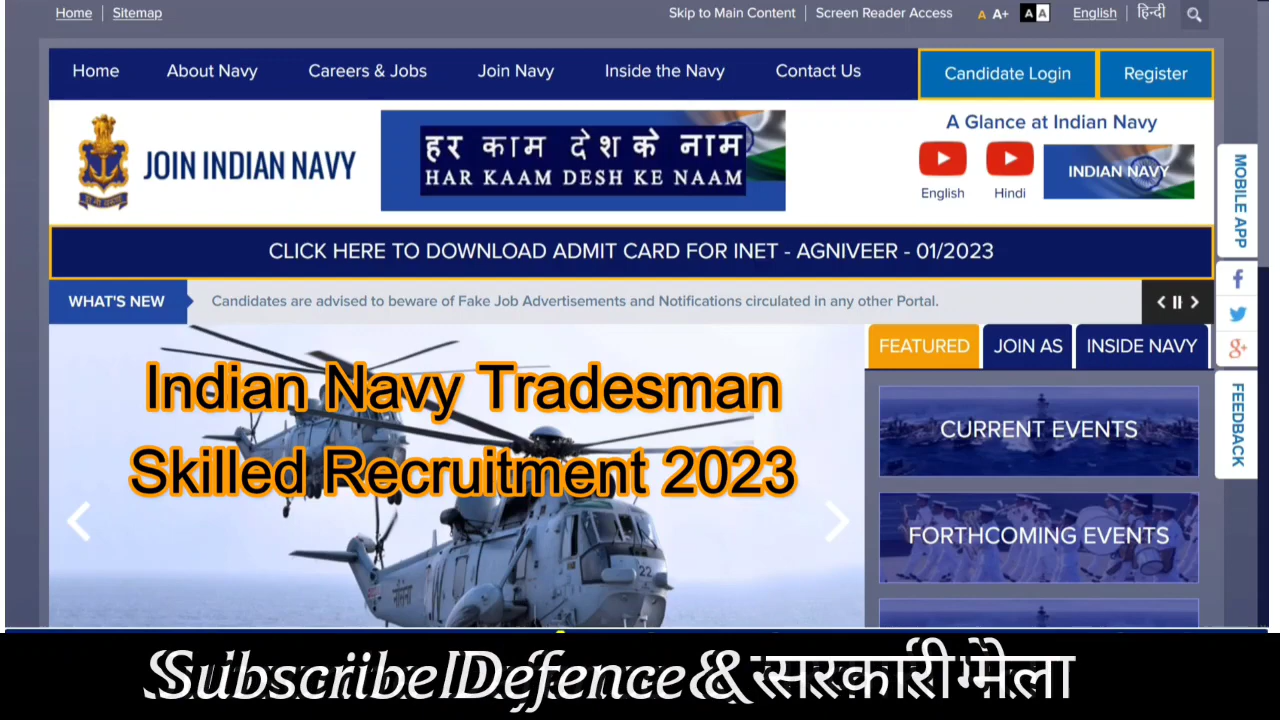 Home Sitemap
Skip to Main Content Screen Reader Access A A+ A A English हिन्दी
Home About Navy Careers & Jobs Join Navy Inside the Navy Contact Us Candidate Login Register
JOIN INDIAN NAVY
हर काम देश के नाम
HAR KAAM DESH KE NAAM
A Glance at Indian Navy
English Hindi
INDIAN NAVY
CLICK HERE TO DOWNLOAD ADMIT CARD FOR INET - AGNIVEER - 01/2023
WHAT'S NEW Candidates are advised to beware of Fake Job Advertisements and Notifications circulated in any other Portal.
FEATURED JOIN AS INSIDE NAVY
Indian Navy Tradesman
Skilled Recruitment 2023
22
नौसेना
CURRENT EVENTS
FORTHCOMING EVENTS
MOBILE APP
f
g+
FEEDBACK
Subscribe Defence & सरकारी मेला